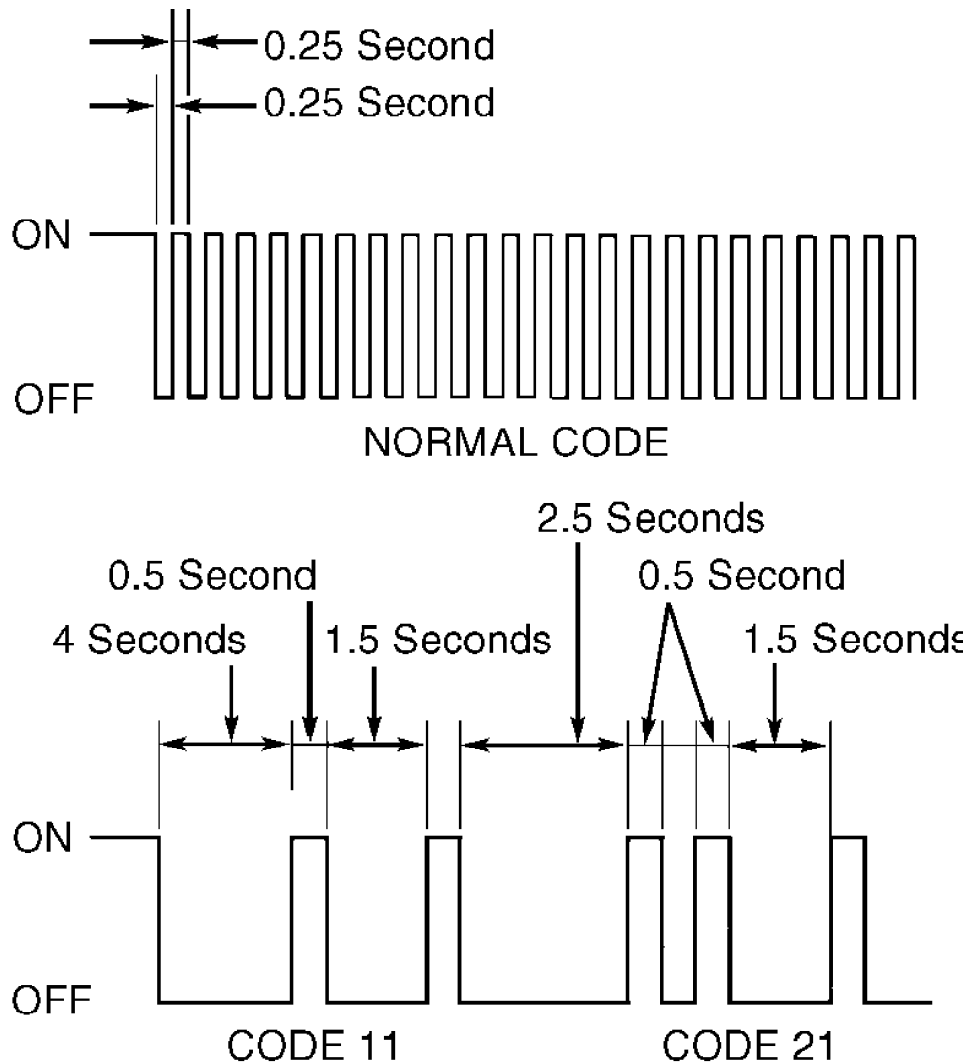 0.25 Second
0.25 Second
ON
OFF
NORMAL CODE
2.5 Seconds
0.5 Second
0.5 Second
4 Seconds
1.5 Seconds
1.5 Seconds
ON
OFF
CODE 11
CODE 21